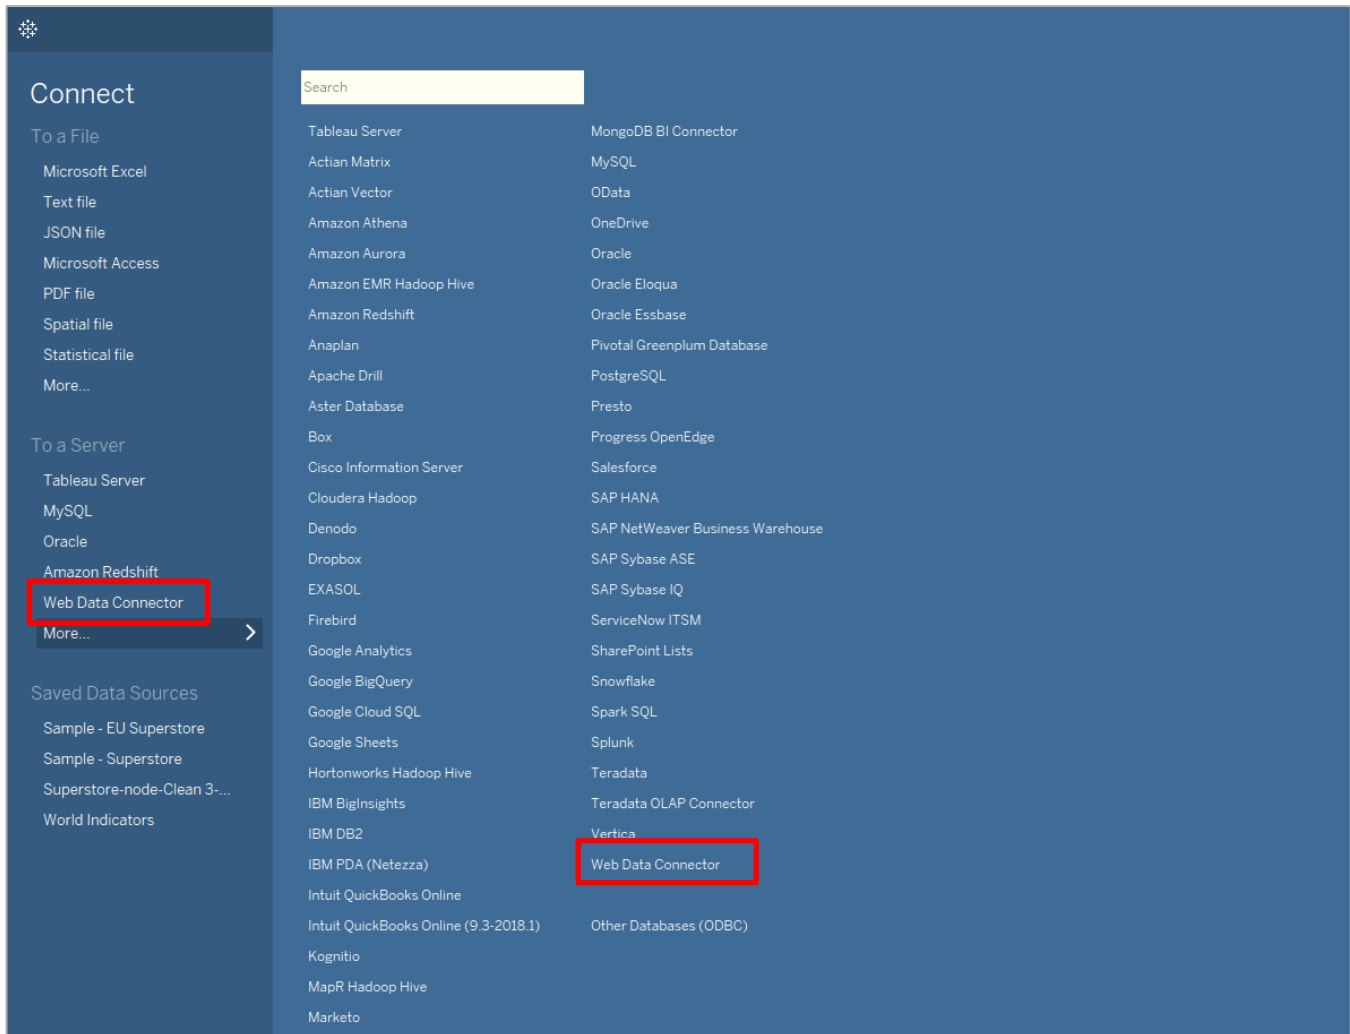 Connect
To a File
Microsoft Excel
Text file
JSON file
Microsoft Access
PDF file
Spatial file
Statistical file
More...
To a Server
Tableau Server
MySQL
Oracle
Amazon Redshift
Web Data Connector
More...
Saved Data Sources
Sample - EU Superstore
Sample - Superstore
Superstore-node-Clean 3-...
World Indicators
Search
Tableau Server
Actian Matrix
Actian Vector
Amazon Athena
Amazon Aurora
Amazon EMR Hadoop Hive
Amazon Redshift
Anaplan
Apache Drill
Aster Database
Box
Cisco Information Server
Cloudera Hadoop
Denodo
Dropbox
EXASOL
Firebird
Google Analytics
Google BigQuery
Google Cloud SQL
Google Sheets
Hortonworks Hadoop Hive
IBM BigInsights
IBM DB2
IBM PDA (Netezza)
Intuit QuickBooks Online
Intuit QuickBooks Online (9.3-2018.1)
Kognitio
MapR Hadoop Hive
Marketo
MongoDB BI Connector
MySQL
OData
OneDrive
Oracle
Oracle Eloqua
Oracle Essbase
Pivotal Greenplum Database
PostgreSQL
Presto
Progress OpenEdge
Salesforce
SAP HANA
SAP NetWeaver Business Warehouse
SAP Sybase ASE
SAP Sybase IQ
ServiceNow ITSM
SharePoint Lists
Snowflake
Spark SQL
Splunk
Teradata
Teradata OLAP Connector
Vertica
Web Data Connector
Other Databases (ODBC)